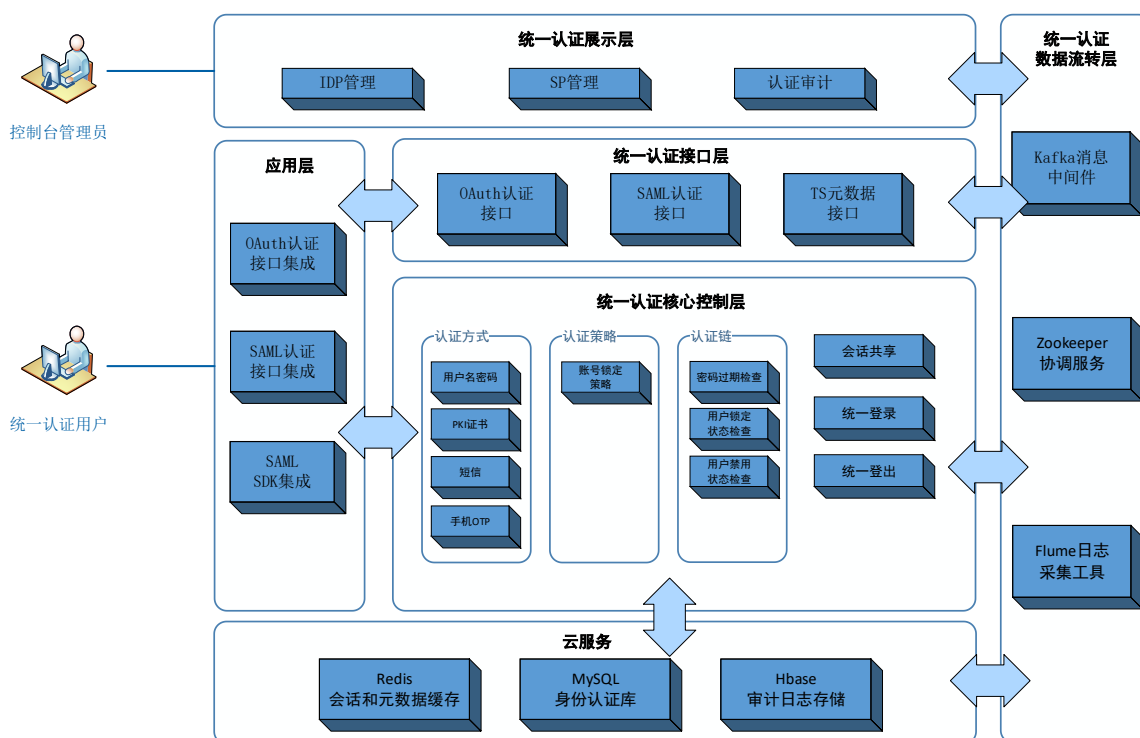 统一认证展示层
IDP管理
SP管理
认证审计
控制台管理员
统一认证
数据流转层
Kafka消息
中间件
Zookeeper
协调服务
Flume日志
采集工具
应用层
OAuth认证
接口集成
SAML认证
接口集成
SAML
SDK集成
统一认证用户
统一认证接口层
OAuth认证
接口
SAML认证
接口
TS元数据
接口
统一认证核心控制层
认证方式
用户名密码
PKI证书
短信
手机OTP
认证策略
账号锁定
策略
认证链
密码过期检查
用户锁定
状态检查
用户禁用
状态检查
会话共享
统一登录
统一登出
云服务
Redis
会话和元数据缓存
MySQL
身份认证库
Hbase
审计日志存储